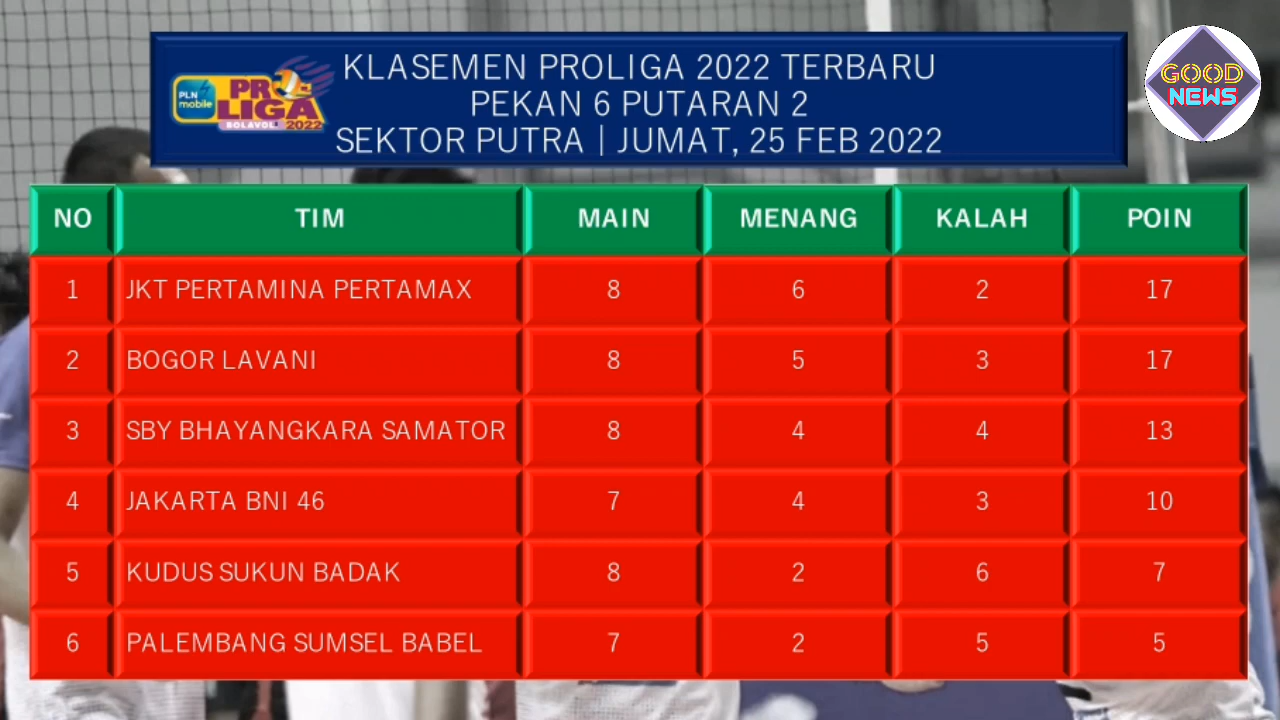 KLASEMEN PROLIGA 2022 TERBARU
PEKAN 6 PUTARAN 2
SEKTOR PUTRA | JUMAT, 25 FEB 2022
PLN
mobile
PROLIGA
BOLAVOLI
2022
GOOD
NEWS
NO TIM MAIN MENANG KALAH POIN
1 JKT PERTAMINA PERTAMAX 8 6 2 17
2 BOGOR LAVANI 8 5 3 17
3 SBY BHAYANGKARA SAMATOR 8 4 4 13
4 JAKARTA BNI 46 7 4 3 10
5 KUDUS SUKUN BADAK 8 2 6 7
6 PALEMBANG SUMSEL BABEL 7 2 5 5